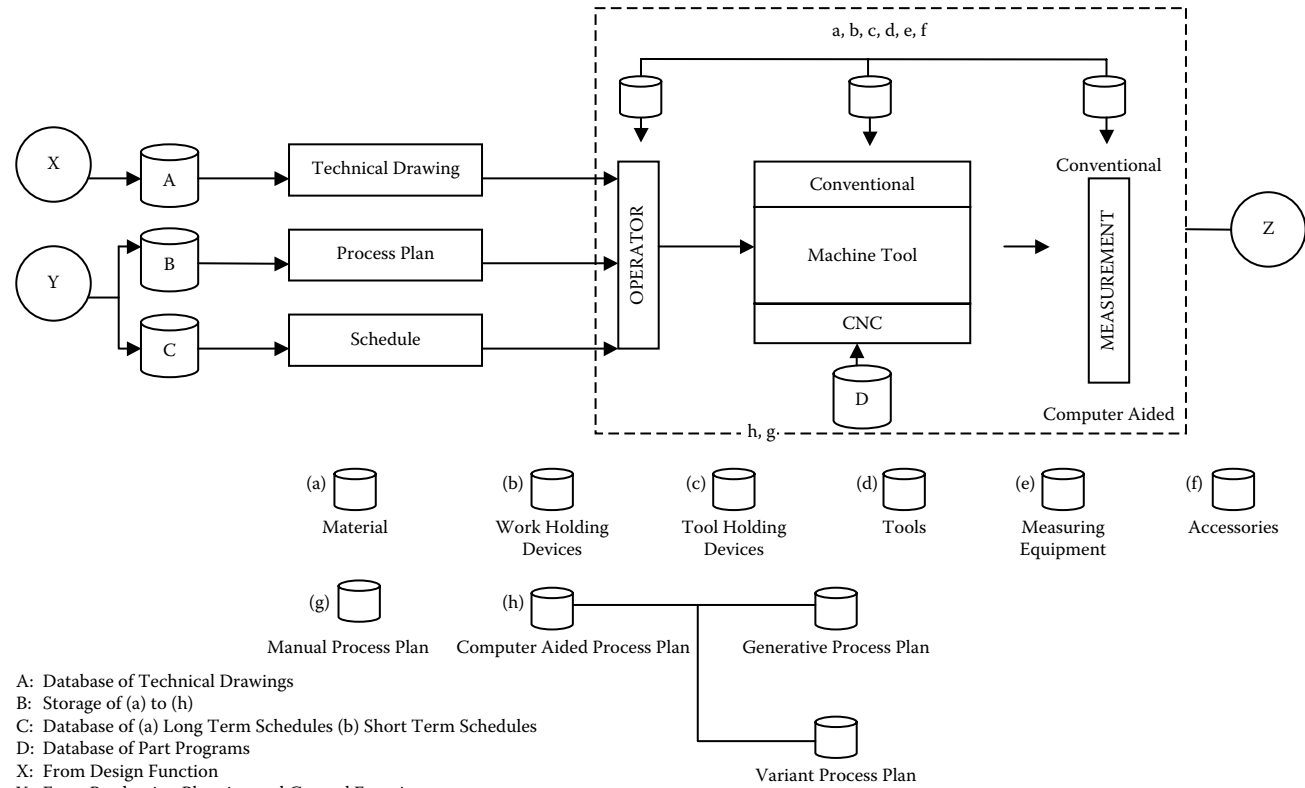 a, b, c, d, e, f
X
A
Technical Drawing
Y
B
Process Plan
C
Schedule
OPERATOR
Conventional
Machine Tool
CNC
D
Conventional
MEASUREMENT
Computer Aided
Z
h, g
(a)
Material
(b)
Work Holding
Devices
(c)
Tool Holding
Devices
(d)
Tools
(e)
Measuring
Equipment
(f)
Accessories
(g)
Manual Process Plan
(h)
Computer Aided Process Plan
Generative Process Plan
Variant Process Plan
A: Database of Technical Drawings
B: Storage of (a) to (h)
C: Database of (a) Long Term Schedules (b) Short Term Schedules
D: Database of Part Programs
X: From Design Function